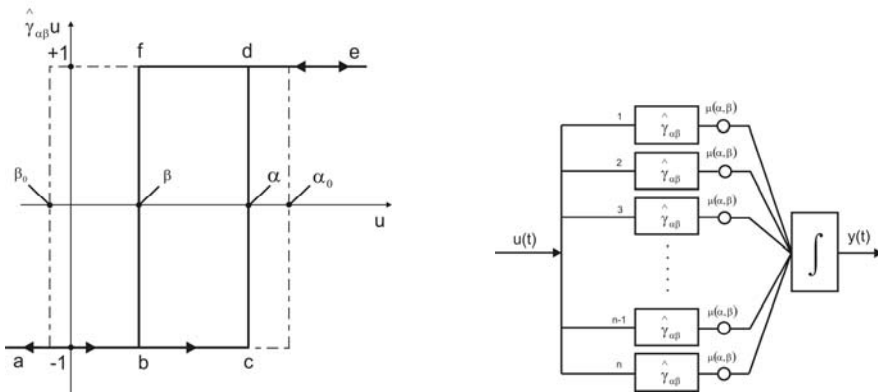 γ̂αβu
+1
f
d
e
β₀
β
α
α₀
u
a
-1
b
c
u(t)
1
γ̂αβ
μ(α,β)
2
γ̂αβ
μ(α,β)
3
γ̂αβ
μ(α,β)
n-1
γ̂αβ
μ(α,β)
n
γ̂αβ
μ(α,β)
∫
y(t)